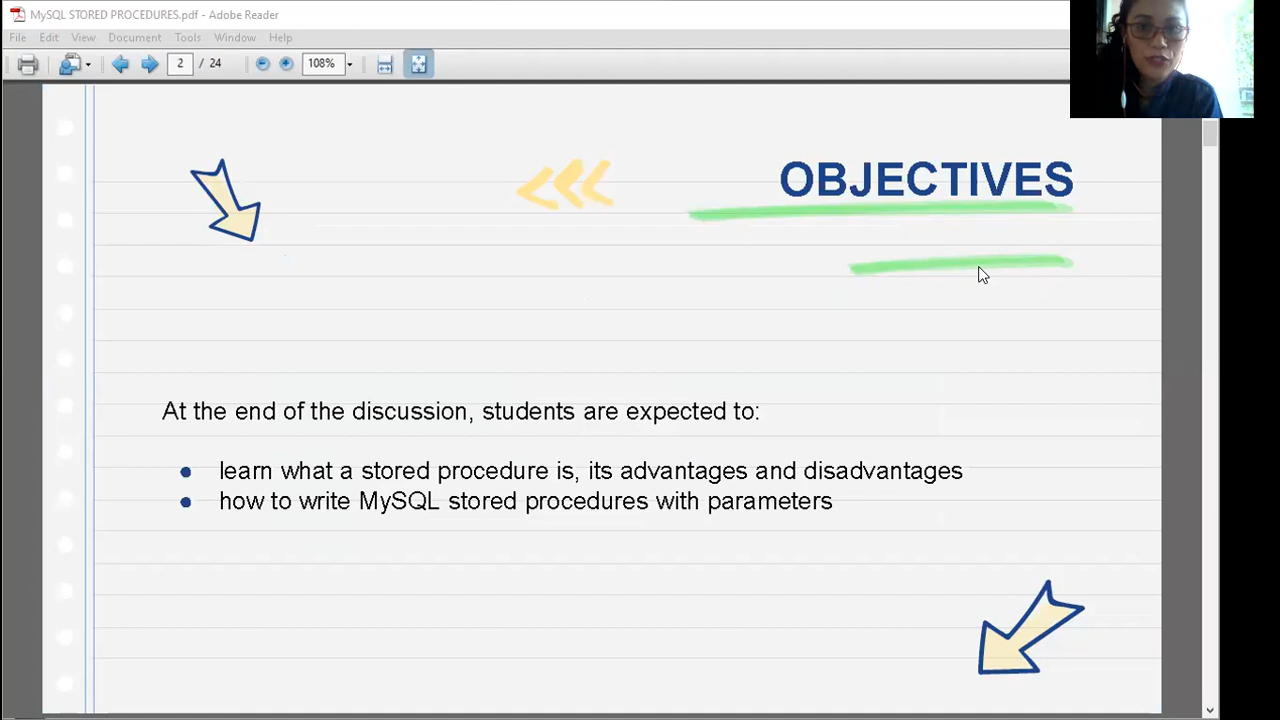 MySQL STORED PROCEDURES.pdf - Adobe Reader
File Edit View Document Tools Window Help
2 / 24 108%
OBJECTIVES
At the end of the discussion, students are expected to:
learn what a stored procedure is, its advantages and disadvantages
how to write MySQL stored procedures with parameters